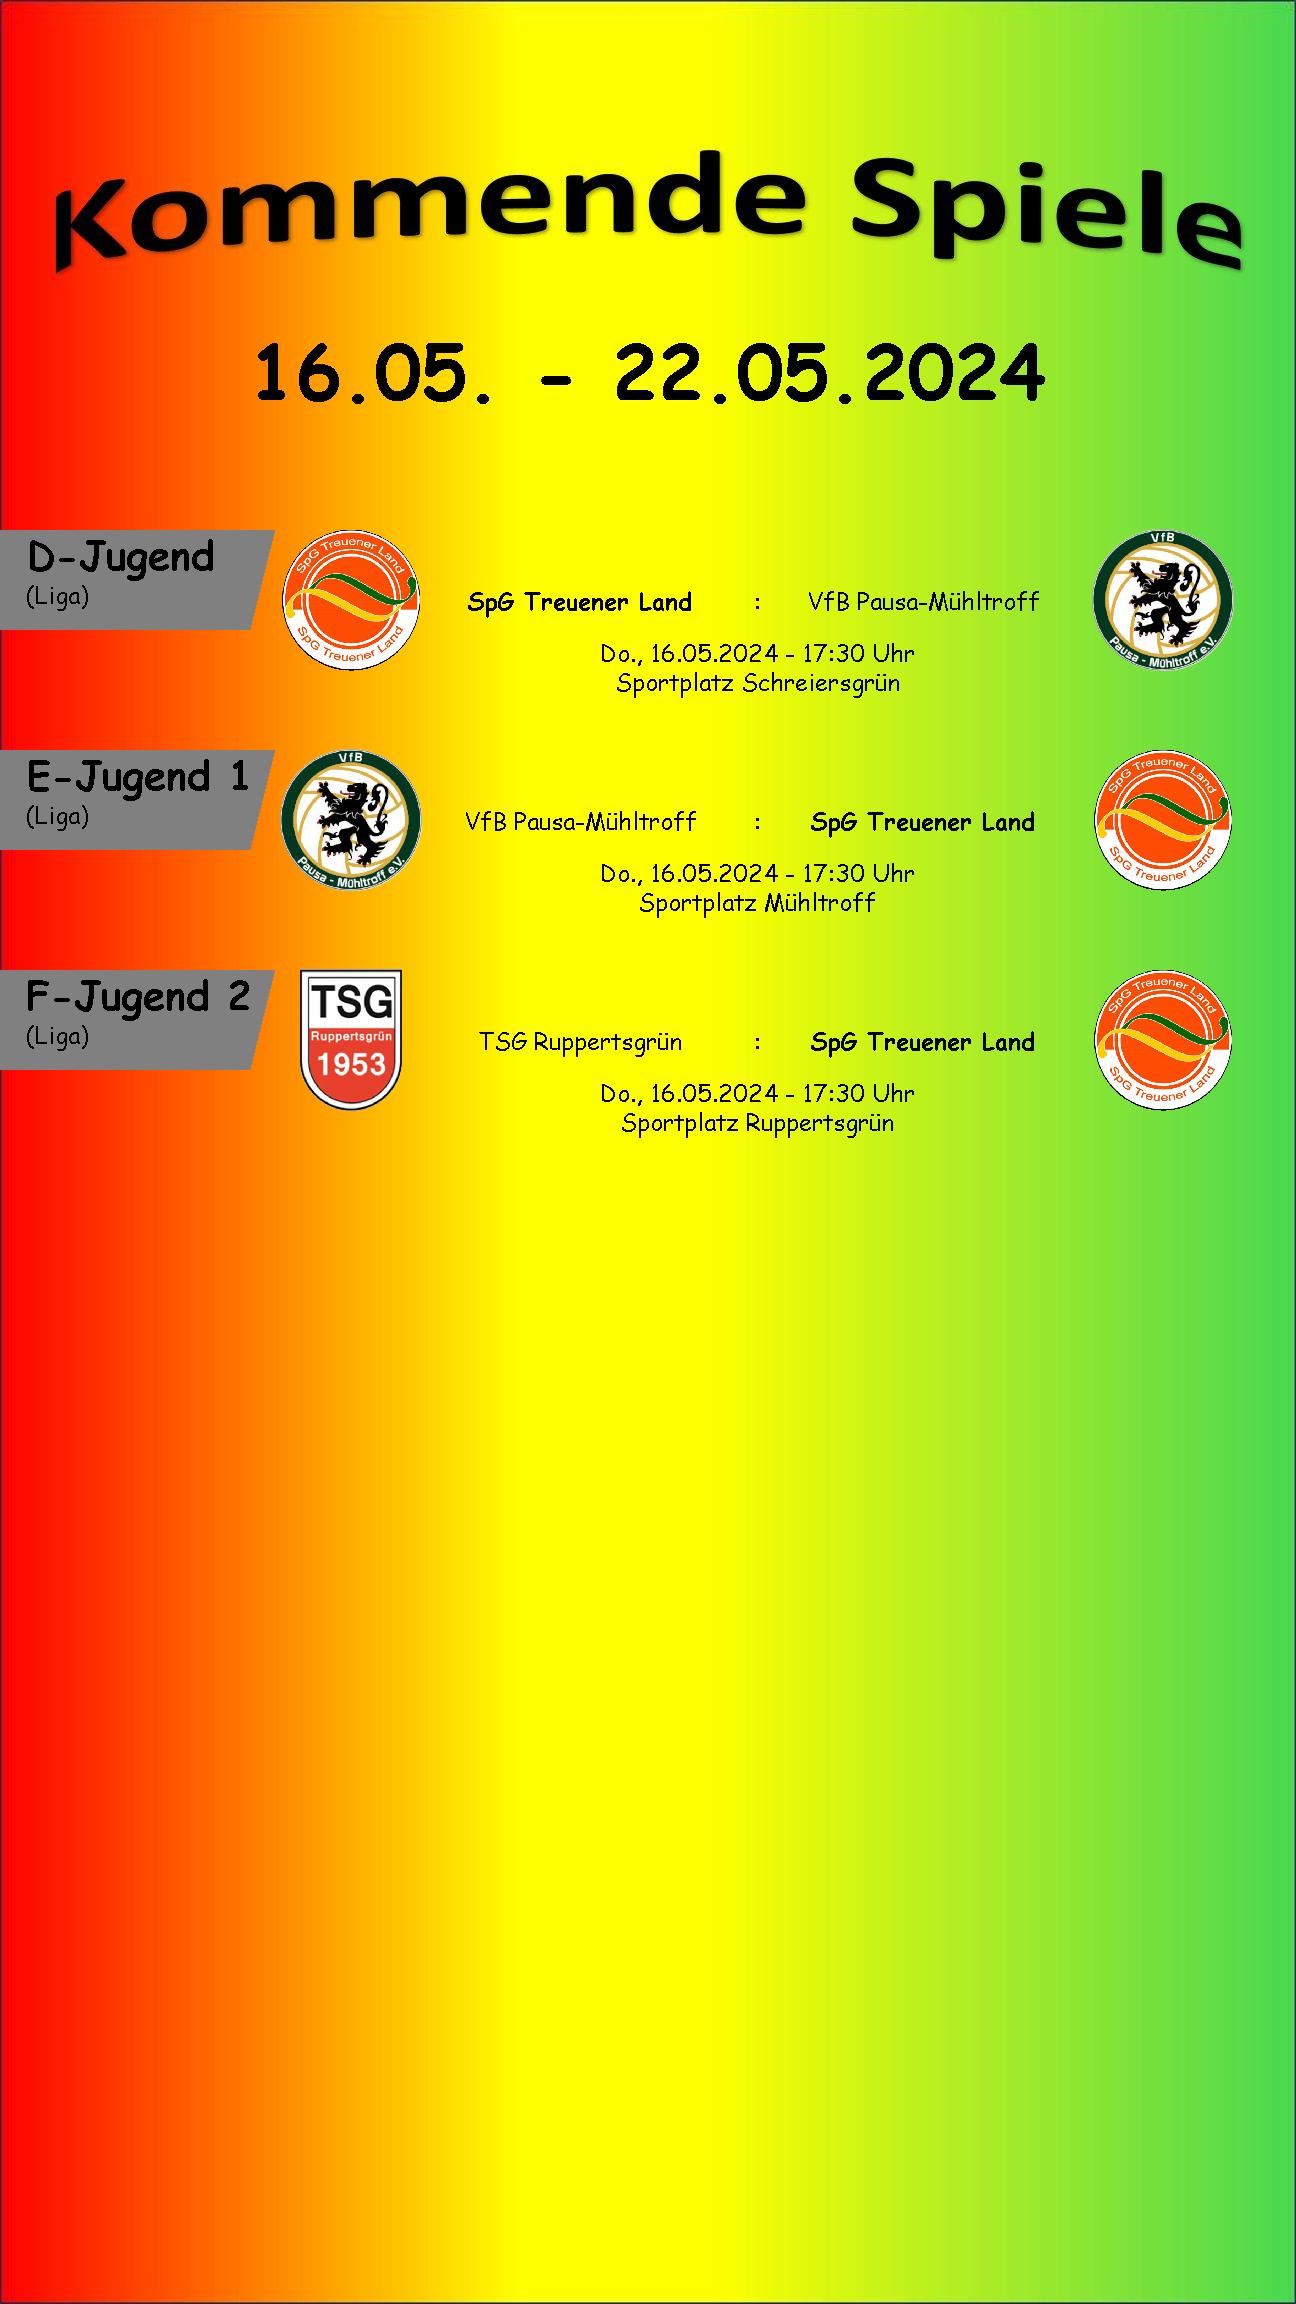 Kommende Spiele
16.05. - 22.05.2024
D-Jugend
(Liga)
SpG Treuener Land
SpG Treuener Land
SpG Treuener Land : VfB Pausa-Mühltroff
Do., 16.05.2024 - 17:30 Uhr
Sportplatz Schreiersgrün
VfB
Pausa - Mühltroff e.V.
E-Jugend 1
(Liga)
VfB
Pausa - Mühltroff e.V.
VfB Pausa-Mühltroff : SpG Treuener Land
Do., 16.05.2024 - 17:30 Uhr
Sportplatz Mühltroff
SpG Treuener Land
SpG Treuener Land
F-Jugend 2
(Liga)
TSG
Ruppertsgrün
1953
TSG Ruppertsgrün : SpG Treuener Land
Do., 16.05.2024 - 17:30 Uhr
Sportplatz Ruppertsgrün
SpG Treuener Land
SpG Treuener Land